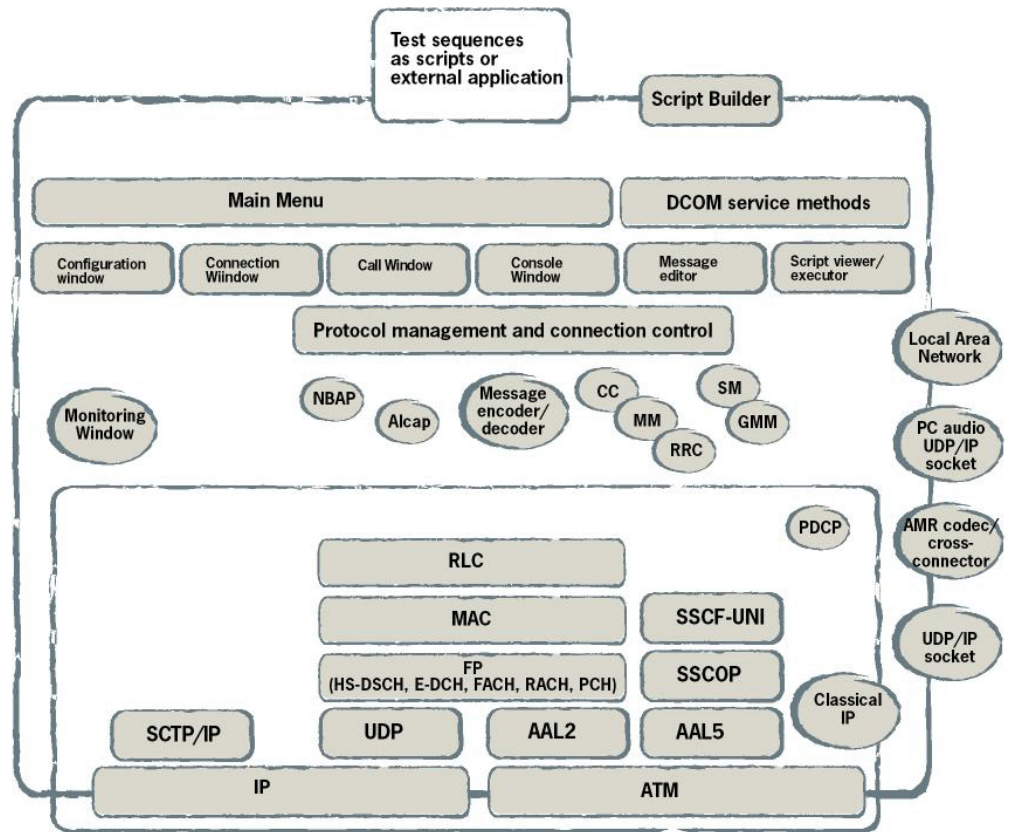 Test sequences
as scripts or
external application
Script Builder
Main Menu
DCOM service methods
Configuration
window
Connection
Wiindow
Call Window
Console
Window
Message
editor
Script viewer/
executor
Protocol management and connection control
Local Area
Network
Monitoring
Window
NBAP
Alcap
Message
encoder/
decoder
CC
MM
RRC
SM
GMM
PC audio
UDP/IP
socket
PDCP
AMR codec/
cross-
connector
RLC
MAC
SSCF-UNI
UDP/IP
socket
FP
(HS-DSCH, E-DCH, FACH, RACH, PCH)
SSCOP
Classical
IP
SCTP/IP
UDP
AAL2
AAL5
IP
ATM